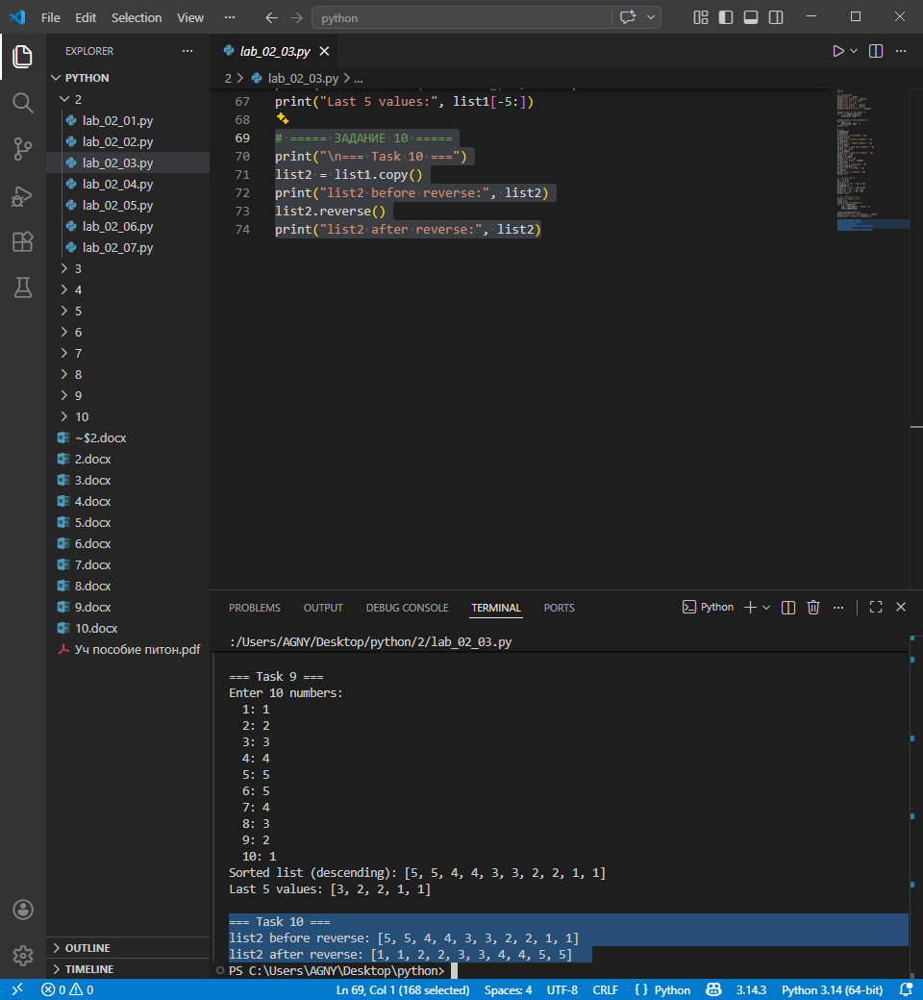 File Edit Selection View ··· python
EXPLORER ···
PYTHON
2
lab_02_01.py
lab_02_02.py
lab_02_03.py
lab_02_04.py
lab_02_05.py
lab_02_06.py
lab_02_07.py
3
4
5
6
7
8
9
10
~$2.docx
2.docx
3.docx
4.docx
5.docx
6.docx
7.docx
8.docx
9.docx
10.docx
Уч пособие питон.pdf
OUTLINE
TIMELINE
lab_02_03.py
2 > lab_02_03.py > ...
67 print("Last 5 values:", list1[-5:])
68
69 # ===== ЗАДАНИЕ 10 =====
70 print("\n=== Task 10 ===")
71 list2 = list1.copy()
72 print("list2 before reverse:", list2)
73 list2.reverse()
74 print("list2 after reverse:", list2)
PROBLEMS OUTPUT DEBUG CONSOLE TERMINAL PORTS Python
:/Users/AGNY/Desktop/python/2/lab_02_03.py
=== Task 9 ===
Enter 10 numbers:
1: 1
2: 2
3: 3
4: 4
5: 5
6: 5
7: 4
8: 3
9: 2
10: 1
Sorted list (descending): [5, 5, 4, 4, 3, 3, 2, 2, 1, 1]
Last 5 values: [3, 2, 2, 1, 1]
=== Task 10 ===
list2 before reverse: [5, 5, 4, 4, 3, 3, 2, 2, 1, 1]
list2 after reverse: [1, 1, 2, 2, 3, 3, 4, 4, 5, 5]
PS C:\Users\AGNY\Desktop\python>
0 0 Ln 69, Col 1 (168 selected) Spaces: 4 UTF-8 CRLF { } Python 3.14.3 Python 3.14 (64-bit)